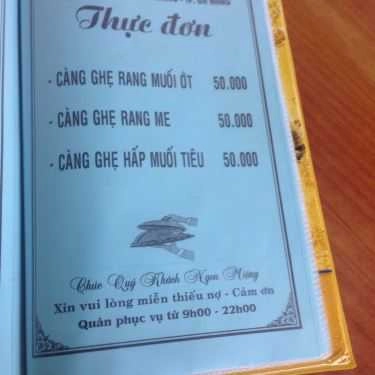 Thực đơn
- CÀNG GHẸ RANG MUỐI ỚT 50.000
- CÀNG GHẸ RANG ME 50.000
- CÀNG GHẸ HẤP MUỐI TIÊU 50.000
Chúc Quý Khách Ngon Miệng
Xin vui lòng miễn thiếu nợ - Cảm ơn
Quán phục vụ từ 9h00 - 22h00